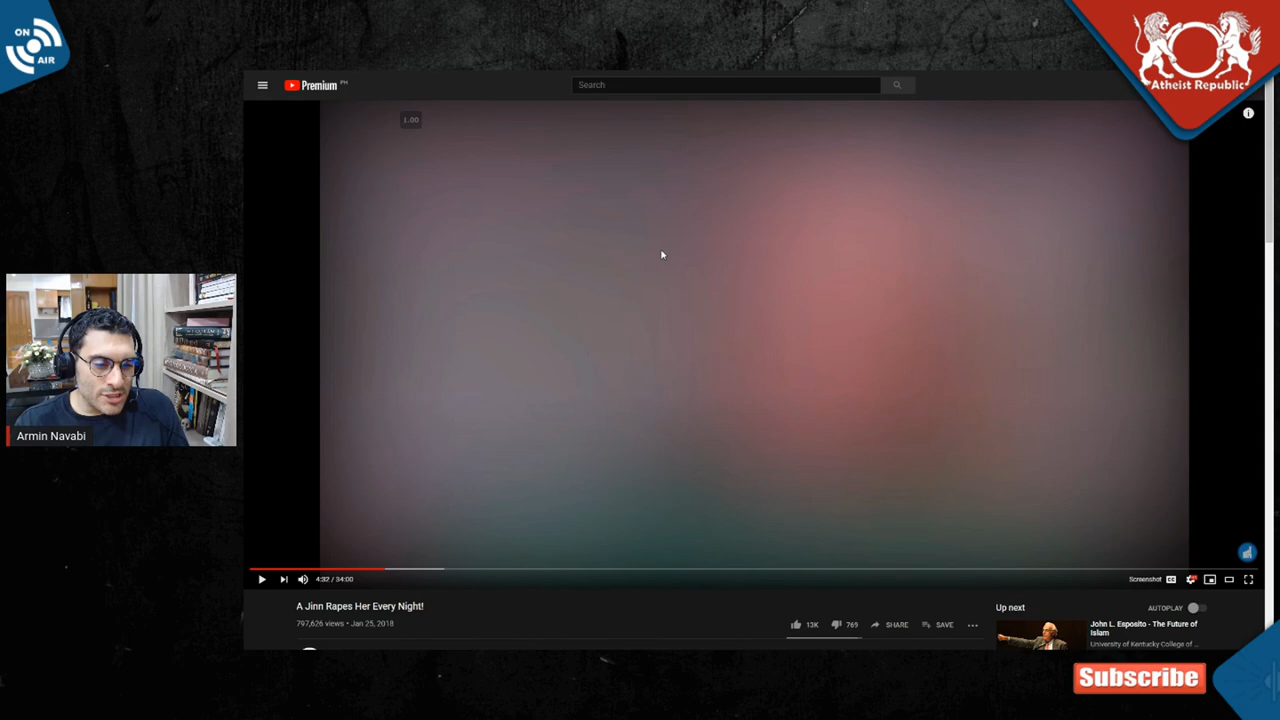 ON
AIR
Premium PH
Search
Atheist Republic
1.00
Armin Navabi
4:32 / 34:00
Screenshot
CC
A Jinn Rapes Her Every Night!
797,626 views • Jan 25, 2018
13K
769
SHARE
SAVE
Up next
AUTOPLAY
John L. Esposito - The Future of
Islam
University of Kentucky College of ...
Subscribe